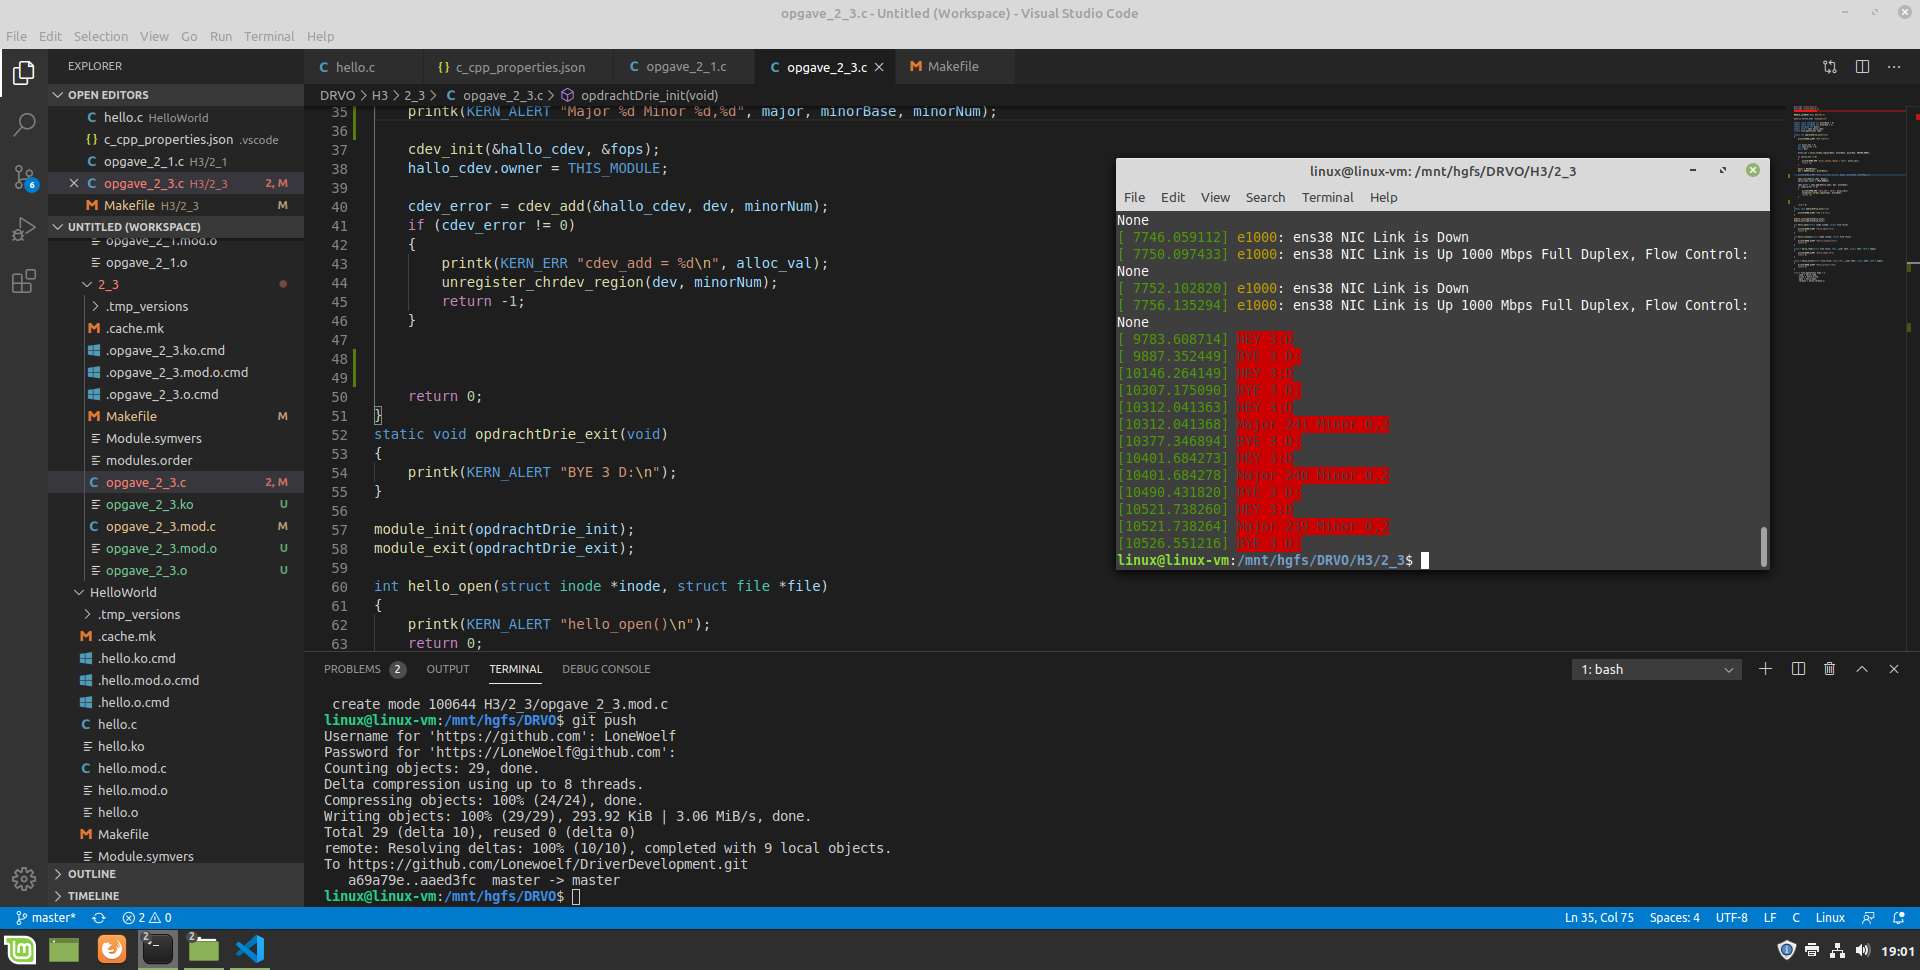 opgave_2_3.c - Untitled (Workspace) - Visual Studio Code
File Edit Selection View Go Run Terminal Help
EXPLORER
OPEN EDITORS
C hello.c HelloWorld
{} c_cpp_properties.json .vscode
C opgave_2_1.c H3/2_1
C opgave_2_3.c H3/2_3 2, M
M Makefile H3/2_3 M
UNTITLED (WORKSPACE)
opgave_2_1.mod.o
opgave_2_1.o
2_3
.tmp_versions
M .cache.mk
.opgave_2_3.ko.cmd
.opgave_2_3.mod.o.cmd
.opgave_2_3.o.cmd
M Makefile M
Module.symvers
modules.order
C opgave_2_3.c 2, M
opgave_2_3.ko U
C opgave_2_3.mod.c M
opgave_2_3.mod.o U
opgave_2_3.o U
HelloWorld
.tmp_versions
M .cache.mk
.hello.ko.cmd
.hello.mod.o.cmd
.hello.o.cmd
C hello.c
hello.ko
C hello.mod.c
hello.mod.o
hello.o
M Makefile
Module.symvers
OUTLINE
TIMELINE
6
C hello.c {} c_cpp_properties.json C opgave_2_1.c C opgave_2_3.c M Makefile
DRVO > H3 > 2_3 > C opgave_2_3.c > opdrachtDrie_init(void)
35 printk(KERN_ALERT "Major %d Minor %d,%d", major, minorBase, minorNum);
36
37 cdev_init(&hallo_cdev, &fops);
38 hallo_cdev.owner = THIS_MODULE;
39
40 cdev_error = cdev_add(&hallo_cdev, dev, minorNum);
41 if (cdev_error != 0)
42 {
43 printk(KERN_ERR "cdev_add = %d\n", alloc_val);
44 unregister_chrdev_region(dev, minorNum);
45 return -1;
46 }
47
48
49
50 return 0;
51 }
52 static void opdrachtDrie_exit(void)
53 {
54 printk(KERN_ALERT "BYE 3 D:\n");
55 }
56
57 module_init(opdrachtDrie_init);
58 module_exit(opdrachtDrie_exit);
59
60 int hello_open(struct inode *inode, struct file *file)
61 {
62 printk(KERN_ALERT "hello_open()\n");
63 return 0;
linux@linux-vm: /mnt/hgfs/DRVO/H3/2_3
File Edit View Search Terminal Help
None
[ 7746.059112] e1000: ens38 NIC Link is Down
[ 7750.097433] e1000: ens38 NIC Link is Up 1000 Mbps Full Duplex, Flow Control:
None
[ 7752.102820] e1000: ens38 NIC Link is Down
[ 7756.135294] e1000: ens38 NIC Link is Up 1000 Mbps Full Duplex, Flow Control:
None
[ 9783.608714] HEY 3:D
[ 9887.352449] BYE 3 D:
[10146.264149] HEY 3:D
[10307.175090] BYE 3 D:
[10312.041363] HEY 3:D
[10312.041368] Major 241 Minor 0,2
[10377.346894] BYE 3 D:
[10401.684273] HEY 3:D
[10401.684278] Major 240 Minor 0,2
[10490.431820] BYE 3 D:
[10521.738260] HEY 3:D
[10521.738264] Major 239 Minor 0,2
[10526.551216] BYE 3 D:
linux@linux-vm:/mnt/hgfs/DRVO/H3/2_3$
PROBLEMS 2 OUTPUT TERMINAL DEBUG CONSOLE 1: bash
create mode 100644 H3/2_3/opgave_2_3.mod.c
linux@linux-vm:/mnt/hgfs/DRVO$ git push
Username for 'https://github.com': LoneWoelf
Password for 'https://LoneWoelf@github.com':
Counting objects: 29, done.
Delta compression using up to 8 threads.
Compressing objects: 100% (24/24), done.
Writing objects: 100% (29/29), 293.92 KiB | 3.06 MiB/s, done.
Total 29 (delta 10), reused 0 (delta 0)
remote: Resolving deltas: 100% (10/10), completed with 9 local objects.
To https://github.com/Lonewoelf/DriverDevelopment.git
a69a79e..aaed3fc master -> master
linux@linux-vm:/mnt/hgfs/DRVO$
master* 2 0 Ln 35, Col 75 Spaces: 4 UTF-8 LF C Linux
2 2 19:01